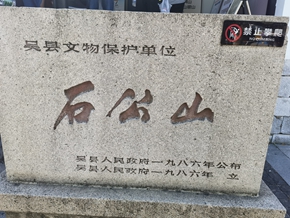 吴县文物保护单位
禁止攀爬
NO CLIMBING
石公山
吴县人民政府一九八六年公布
吴县人民政府一九八六年 立